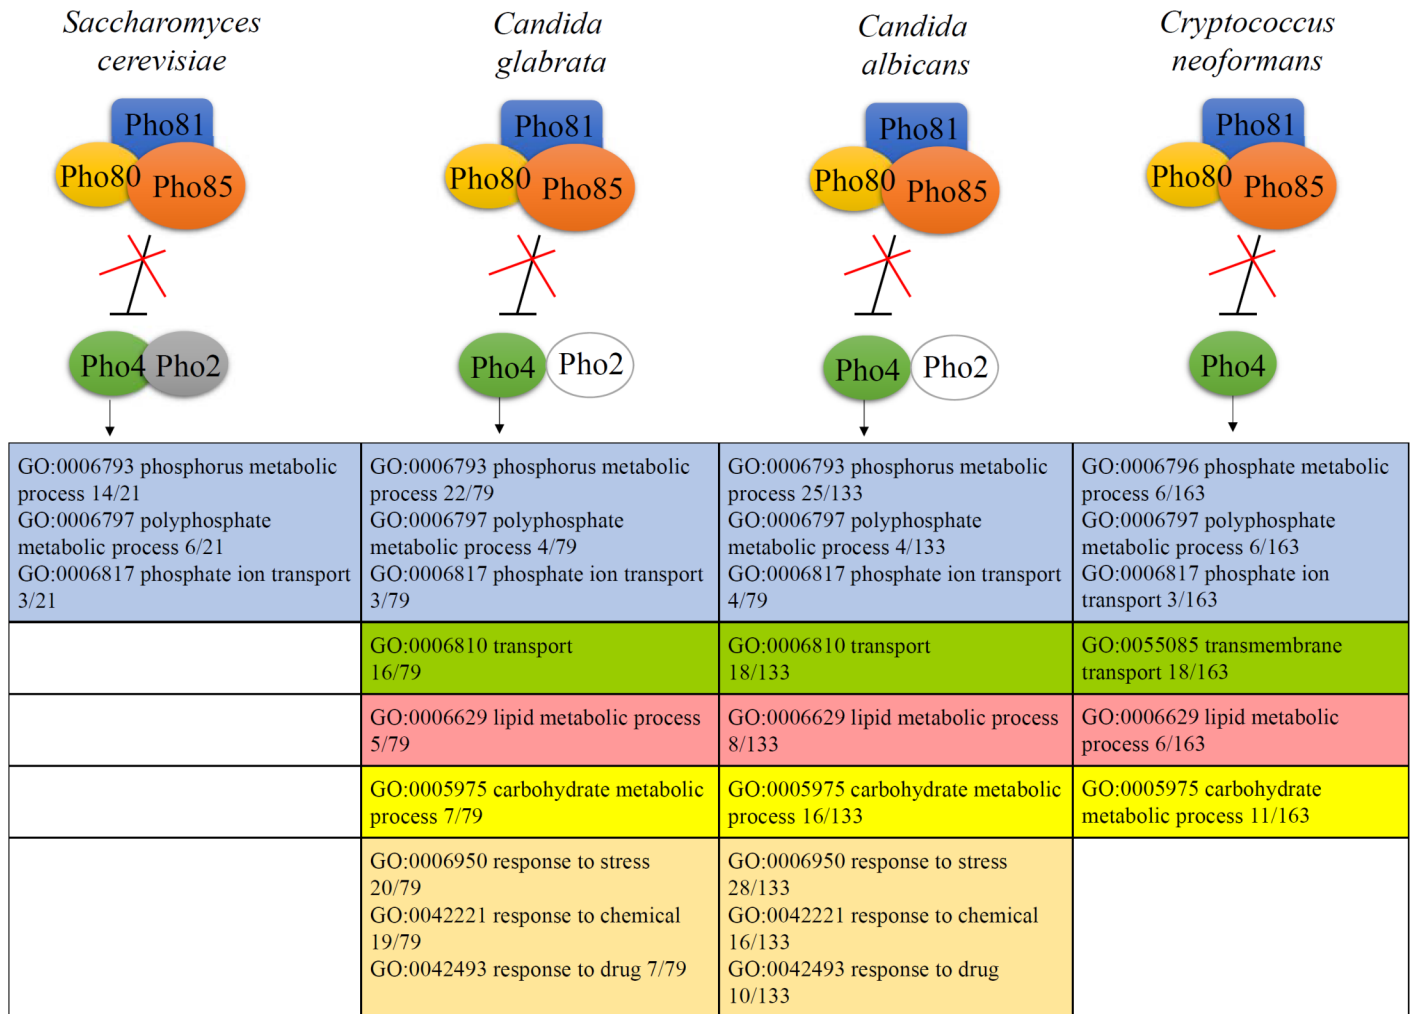 Saccharomyces
cerevisiae
Candida
glabrata
Candida
albicans
Cryptococcus
neoformans
Pho81
Pho80
Pho85
Pho81
Pho80
Pho85
Pho81
Pho80
Pho85
Pho81
Pho80
Pho85
Pho4
Pho2
Pho4
Pho2
Pho4
Pho2
Pho4
GO:0006793 phosphorus metabolic
process 14/21
GO:0006797 polyphosphate
metabolic process 6/21
GO:0006817 phosphate ion transport
3/21
GO:0006793 phosphorus metabolic
process 22/79
GO:0006797 polyphosphate
metabolic process 4/79
GO:0006817 phosphate ion transport
3/79
GO:0006793 phosphorus metabolic
process 25/133
GO:0006797 polyphosphate
metabolic process 4/133
GO:0006817 phosphate ion transport
4/79
GO:0006796 phosphate metabolic
process 6/163
GO:0006797 polyphosphate
metabolic process 6/163
GO:0006817 phosphate ion
transport 3/163
GO:0006810 transport
16/79
GO:0006810 transport
18/133
GO:0055085 transmembrane
transport 18/163
GO:0006629 lipid metabolic process
5/79
GO:0006629 lipid metabolic process
8/133
GO:0006629 lipid metabolic
process 6/163
GO:0005975 carbohydrate metabolic
process 7/79
GO:0005975 carbohydrate metabolic
process 16/133
GO:0005975 carbohydrate
metabolic process 11/163
GO:0006950 response to stress
20/79
GO:0042221 response to chemical
19/79
GO:0042493 response to drug 7/79
GO:0006950 response to stress
28/133
GO:0042221 response to chemical
16/133
GO:0042493 response to drug
10/133